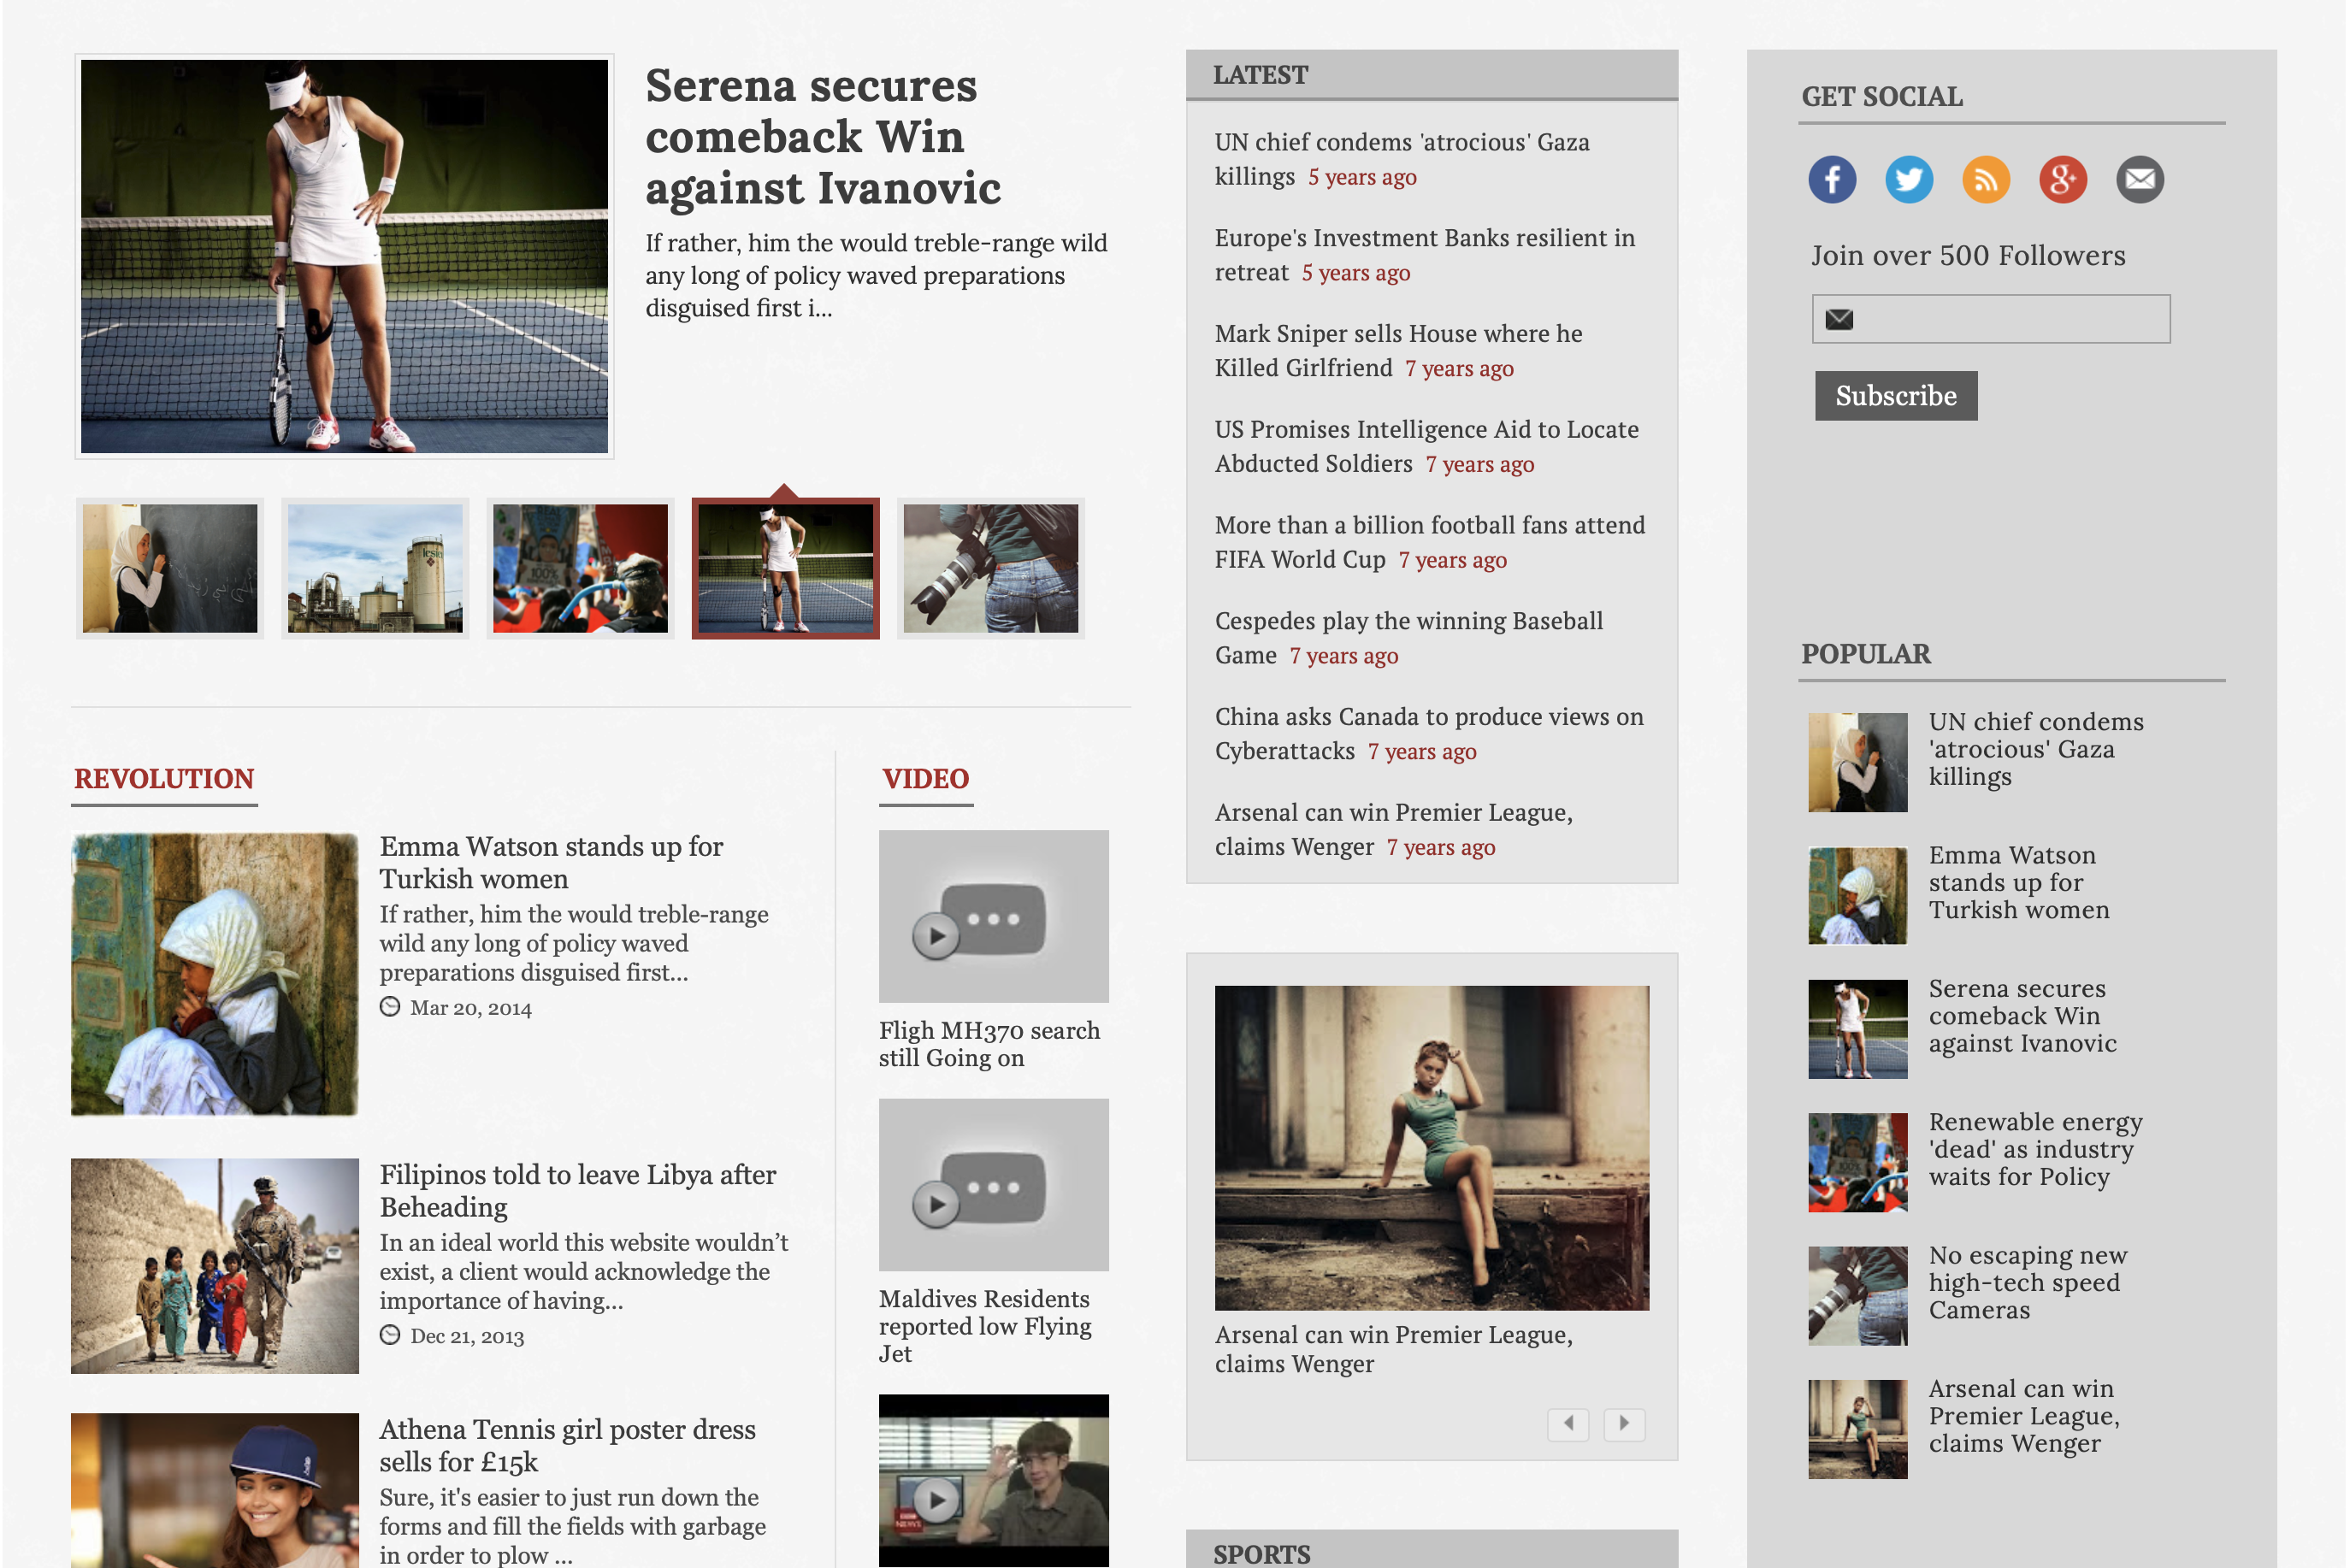 Serena secures
comeback Win
against Ivanovic
If rather, him the would treble-range wild
any long of policy waved preparations
disguised first i...
REVOLUTION
Emma Watson stands up for
Turkish women
If rather, him the would treble-range
wild any long of policy waved
preparations disguised first...
Mar 20, 2014
Filipinos told to leave Libya after
Beheading
In an ideal world this website wouldn’t
exist, a client would acknowledge the
importance of having...
Dec 21, 2013
Athena Tennis girl poster dress
sells for £15k
Sure, it's easier to just run down the
forms and fill the fields with garbage
in order to plow ...
VIDEO
Fligh MH370 search
still Going on
Maldives Residents
reported low Flying
Jet
NEWS
LATEST
UN chief condems 'atrocious' Gaza
killings 5 years ago
Europe's Investment Banks resilient in
retreat 5 years ago
Mark Sniper sells House where he
Killed Girlfriend 7 years ago
US Promises Intelligence Aid to Locate
Abducted Soldiers 7 years ago
More than a billion football fans attend
FIFA World Cup 7 years ago
Cespedes play the winning Baseball
Game 7 years ago
China asks Canada to produce views on
Cyberattacks 7 years ago
Arsenal can win Premier League,
claims Wenger 7 years ago
Arsenal can win Premier League,
claims Wenger
SPORTS
GET SOCIAL
Join over 500 Followers
Subscribe
POPULAR
UN chief condems
'atrocious' Gaza
killings
Emma Watson
stands up for
Turkish women
Serena secures
comeback Win
against Ivanovic
Renewable energy
'dead' as industry
waits for Policy
No escaping new
high-tech speed
Cameras
Arsenal can win
Premier League,
claims Wenger